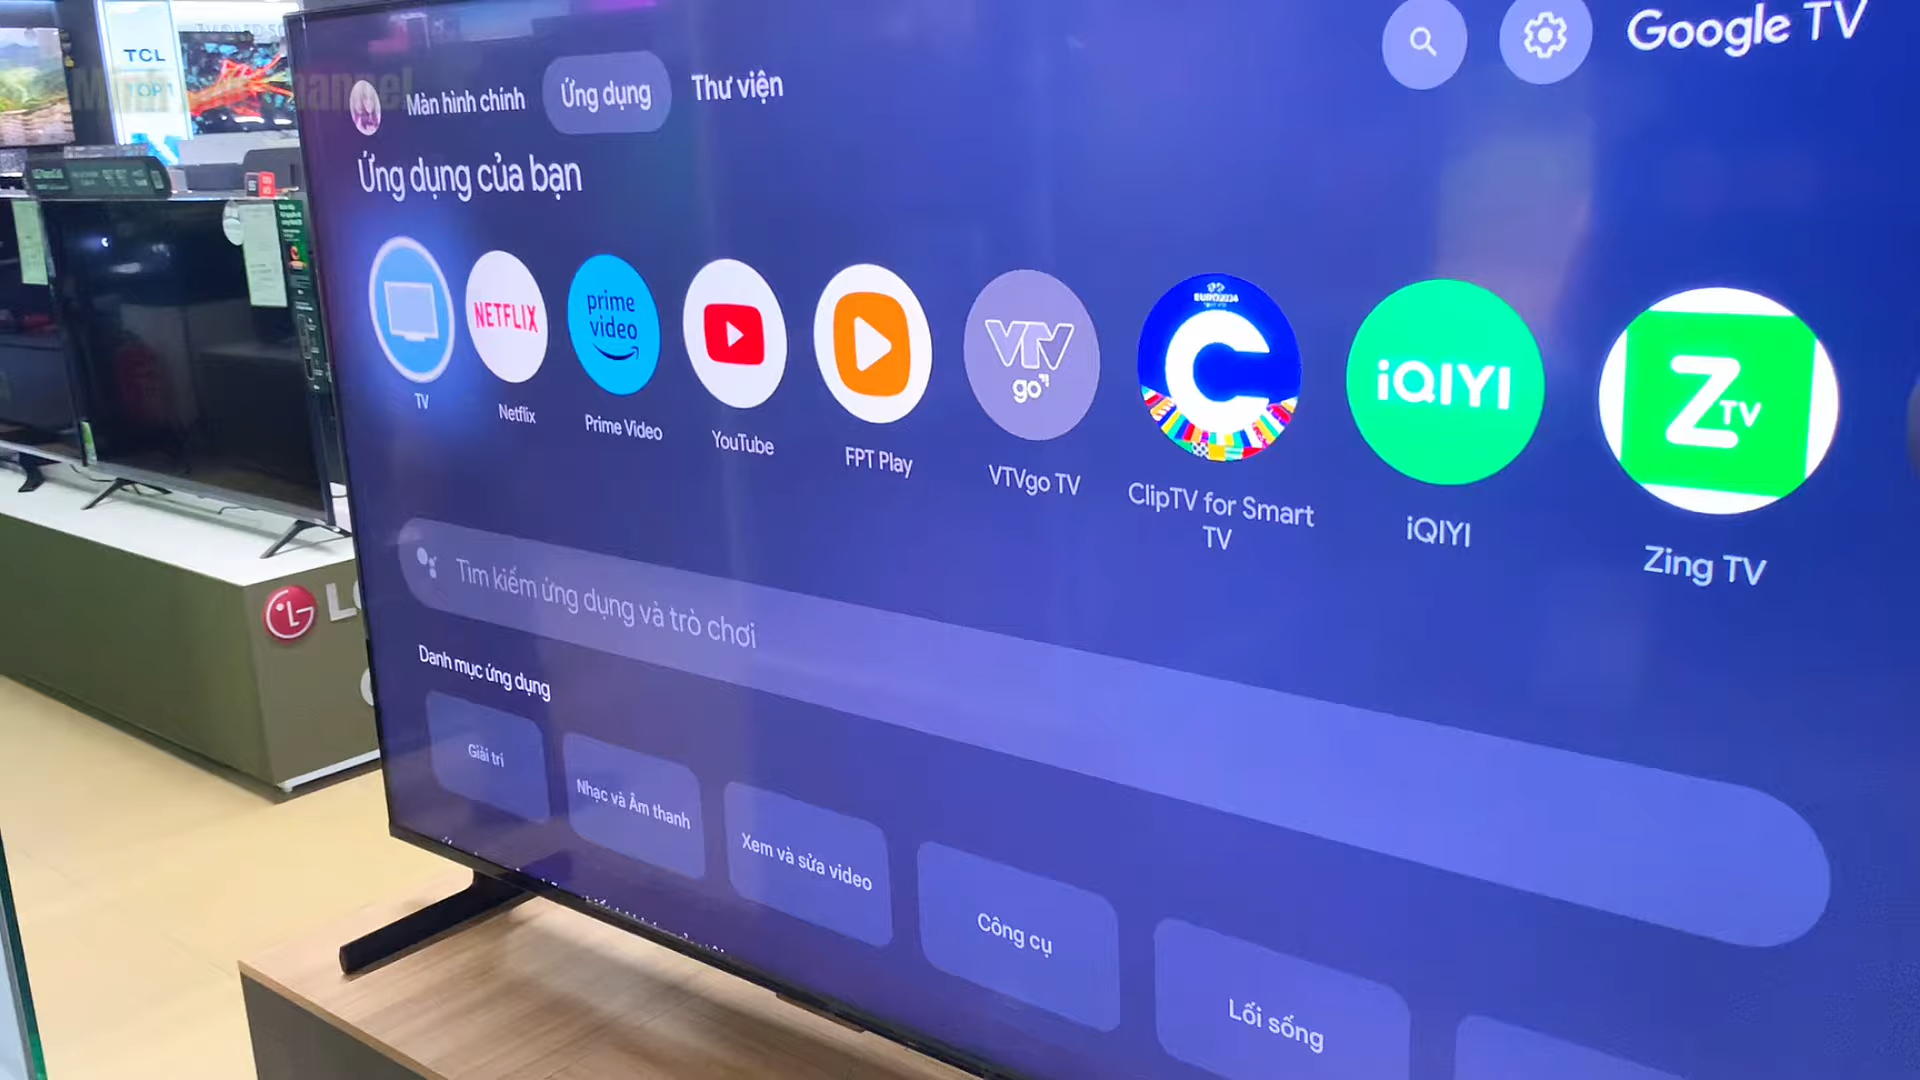 TCL
TOP 1
Màn hình chính
Ứng dụng
Thư viện
Google TV
Ứng dụng của bạn
NETFLIX
prime
video
VTV
go
EURO2024
iQIYI
Z TV
TV
Netflix
Prime Video
YouTube
FPT Play
VTVgo TV
ClipTV for Smart
TV
iQIYI
Zing TV
Tìm kiếm ứng dụng và trò chơi
Danh mục ứng dụng
Giải trí
Nhạc và Âm thanh
Xem và sửa video
Công cụ
Lối sống
LG